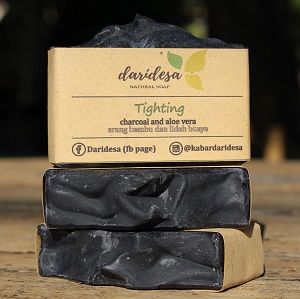 daridesa
NATURAL SOAP
Tighting
charcoal and aloe vera
arang bambu dan lidah buaya
Daridesa (fb page) @kabardaridesa